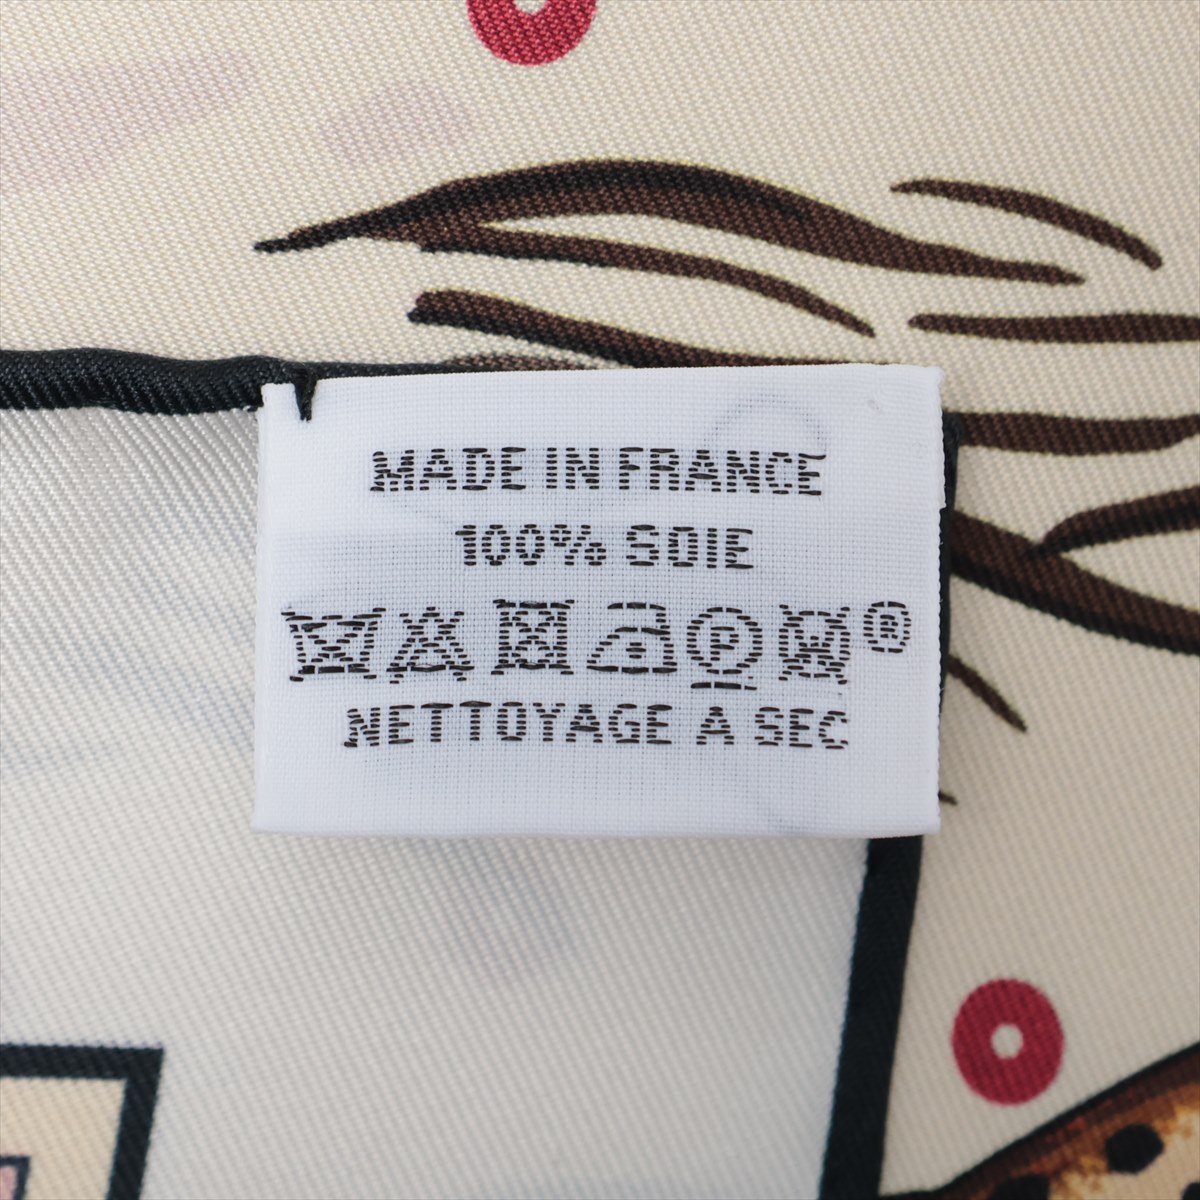 MADE IN FRANCE
100% SOIE
P ®
NETTOYAGE A SEC